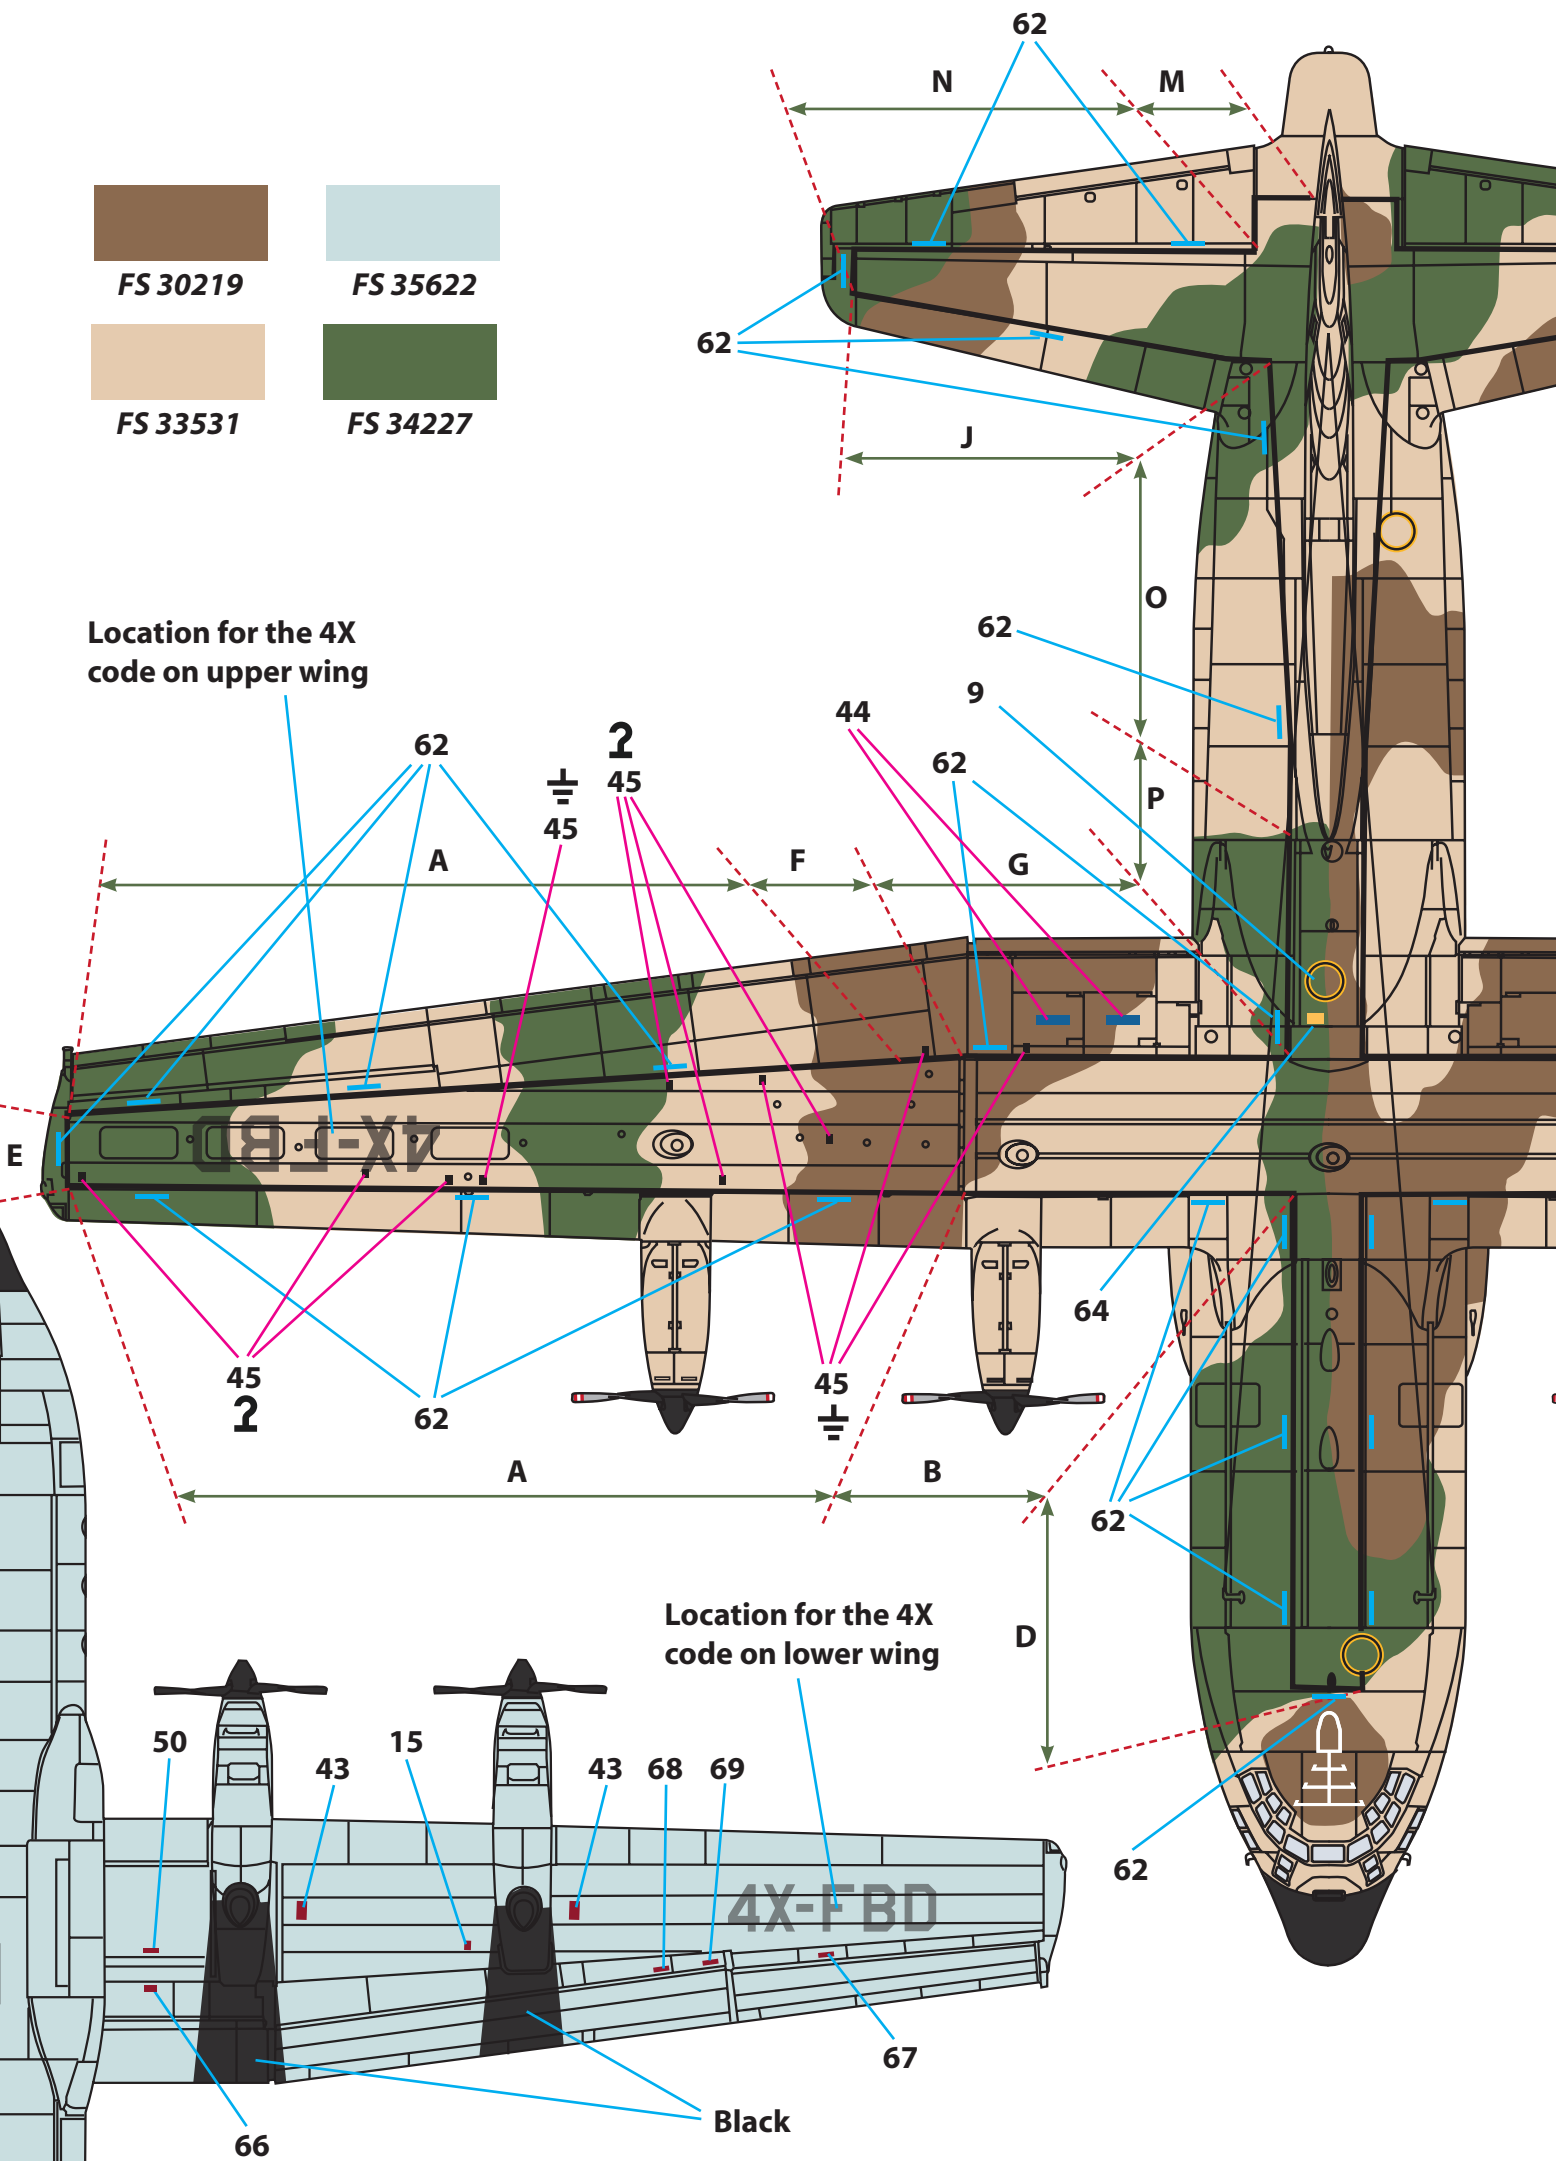 62
N
M
FS 30219
FS 35622
62
FS 33531
FS 34227
J
O
Location for the 4X
code on upper wing
62
9
44
62
45
62
45
P
A
F
G
4X-FBD
E
64
45
62
45
A
B
62
Location for the 4X
code on lower wing
D
50
43
15
43
68
69
62
4X-FBD
67
Black
66